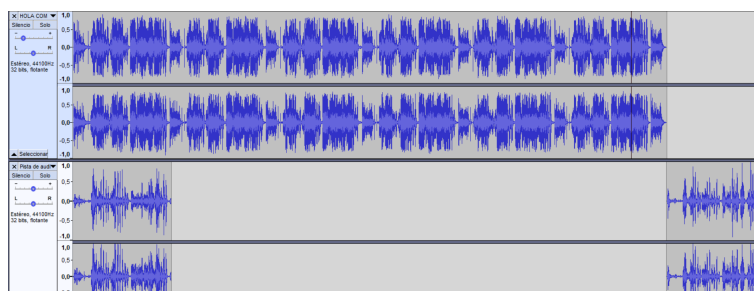 × HOLA COM ▼
Silencio Solo
- +
L R
Estéreo, 44100Hz
32 bits, flotante
▲ Seleccionar
1,0
0,5-
0,0-
-0,5-
-1,0
1,0
0,5-
0,0-
-0,5-
-1,0
× Pista de audi▼
Silencio Solo
- +
L R
Estéreo, 44100Hz
32 bits, flotante
1,0
0,5-
0,0-
-0,5-
-1,0
1,0
0,5-
0,0-